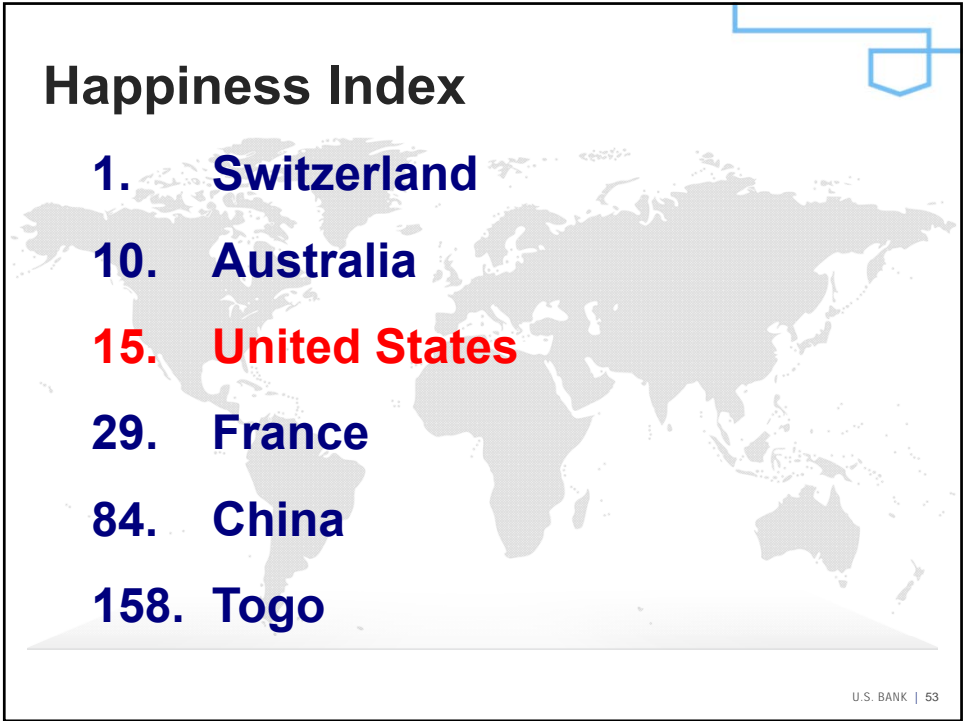 Happiness Index
1. Switzerland
10. Australia
15. United States
29. France
84. China
158. Togo
U.S. BANK | 53